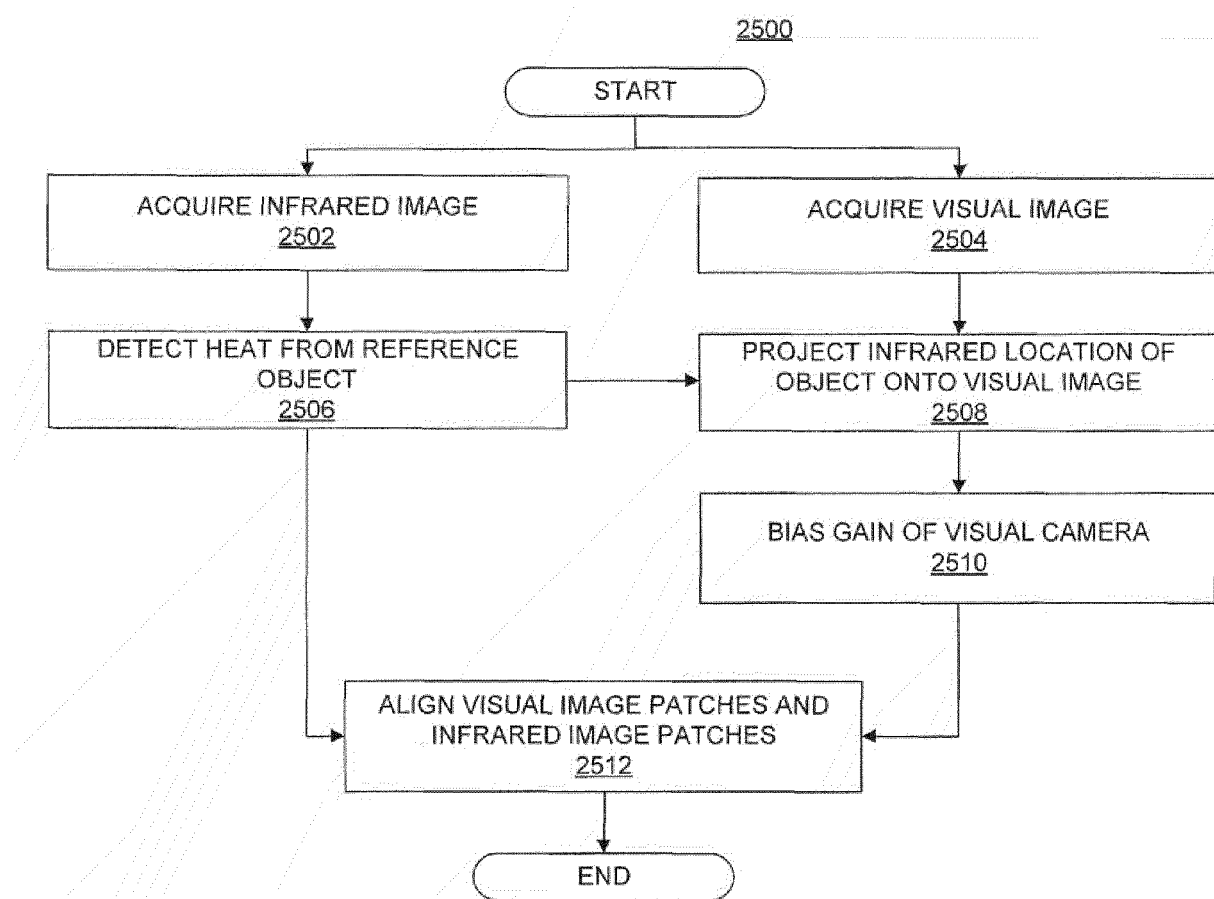 2500
START
ACQUIRE INFRARED IMAGE
2502
ACQUIRE VISUAL IMAGE
2504
DETECT HEAT FROM REFERENCE
OBJECT
2506
PROJECT INFRARED LOCATION OF
OBJECT ONTO VISUAL IMAGE
2508
BIAS GAIN OF VISUAL CAMERA
2510
ALIGN VISUAL IMAGE PATCHES AND
INFRARED IMAGE PATCHES
2512
END